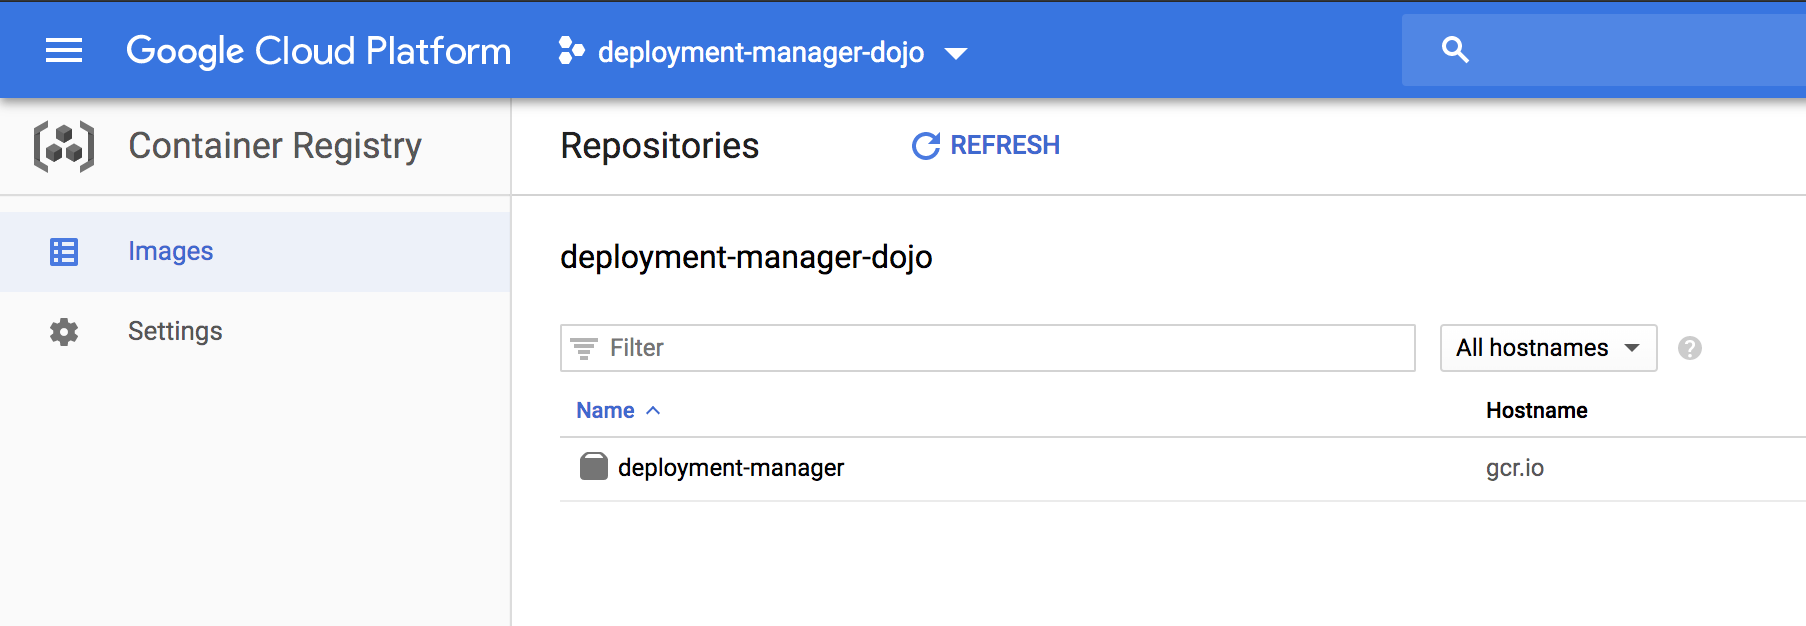 Google Cloud Platform deployment-manager-dojo
Container Registry Repositories REFRESH
Images
Settings
deployment-manager-dojo
Filter All hostnames ?
Name Hostname
deployment-manager gcr.io